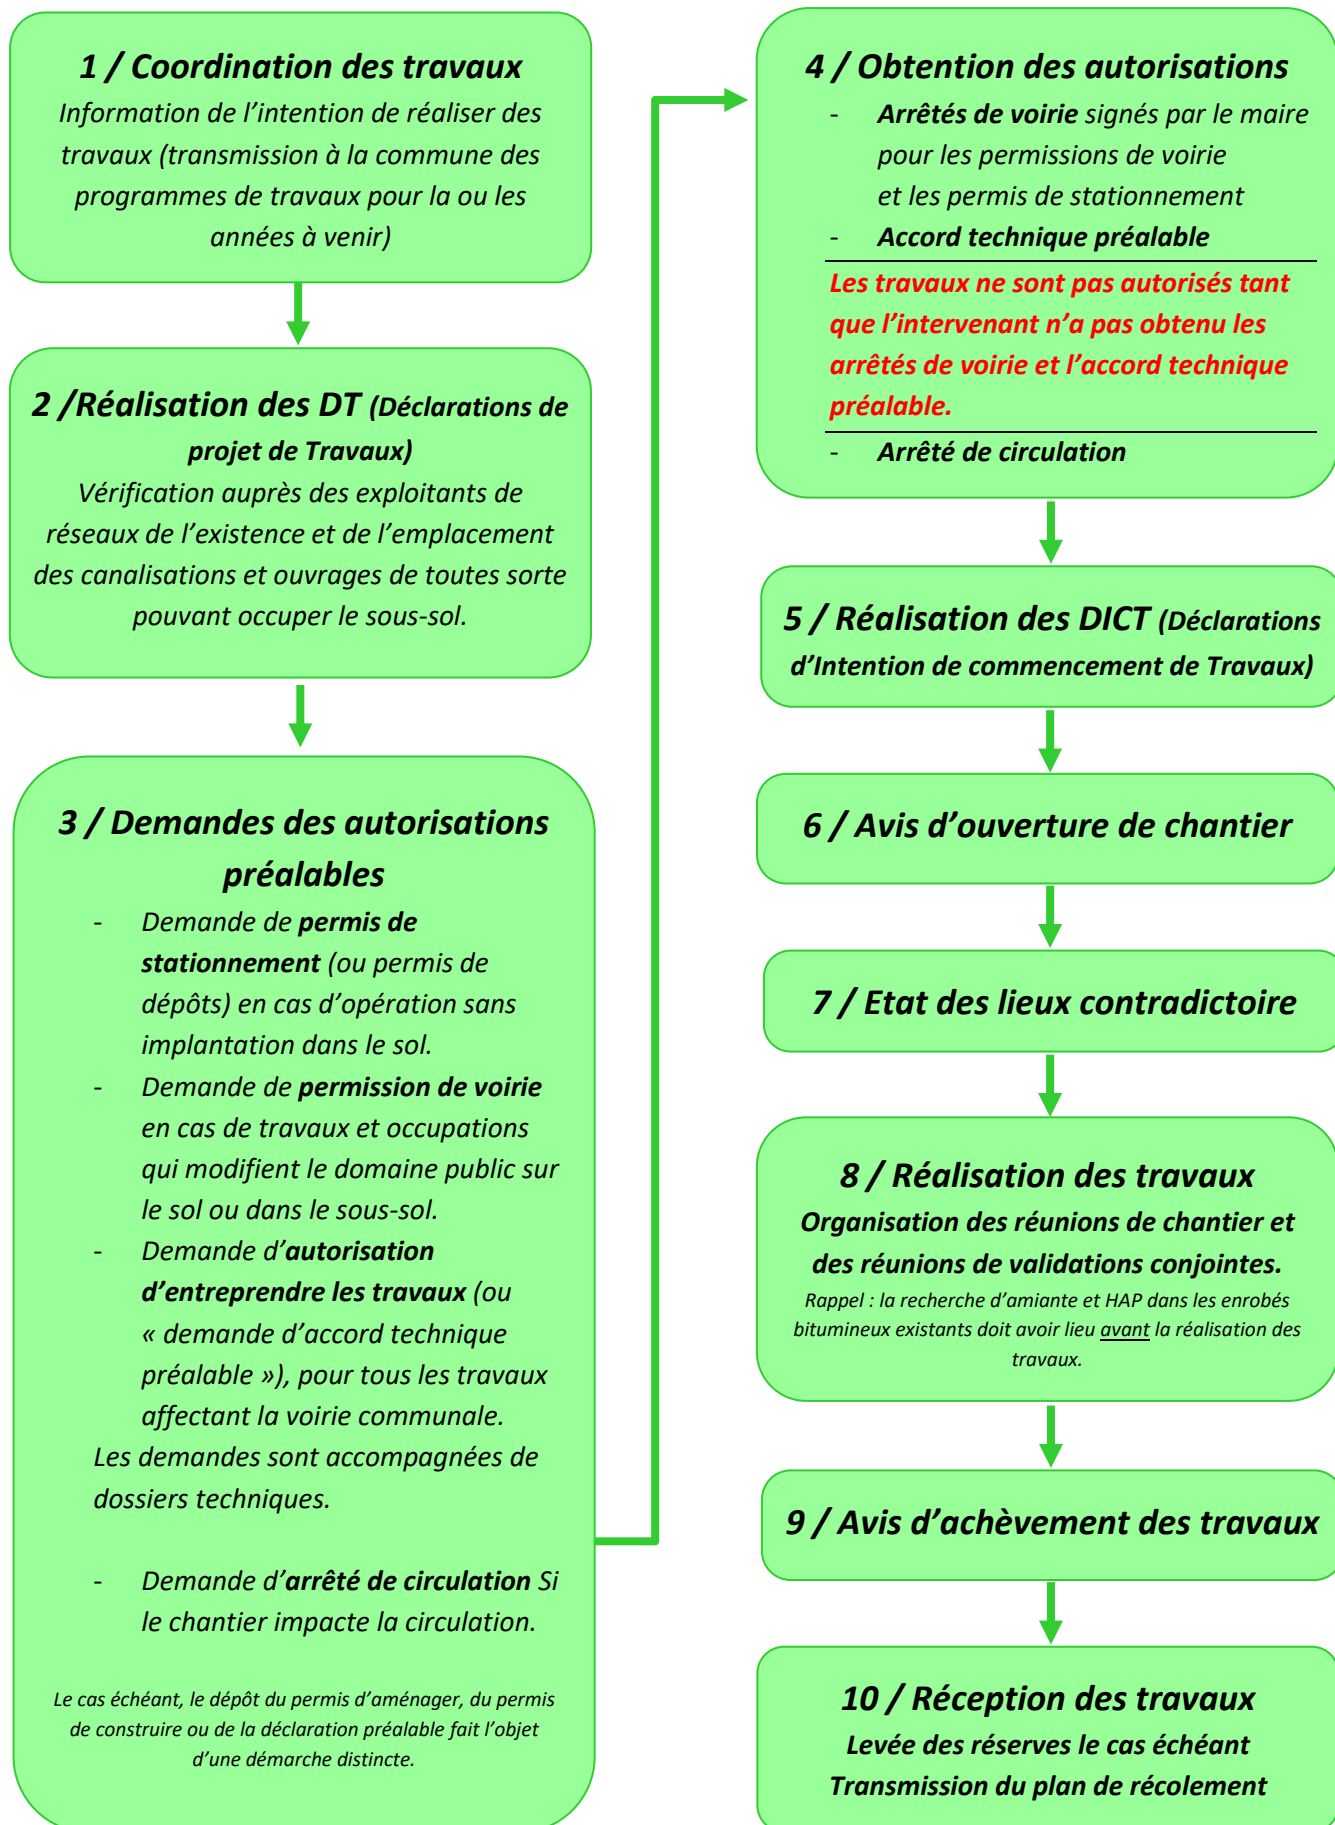 1 / Coordination des travaux
Information de l’intention de réaliser des
travaux (transmission à la commune des
programmes de travaux pour la ou les
années à venir)
2 /Réalisation des DT (Déclarations de
projet de Travaux)
Vérification auprès des exploitants de
réseaux de l’existence et de l’emplacement
des canalisations et ouvrages de toutes sorte
pouvant occuper le sous-sol.
3 / Demandes des autorisations
préalables
- Demande de permis de
stationnement (ou permis de
dépôts) en cas d’opération sans
implantation dans le sol.
- Demande de permission de voirie
en cas de travaux et occupations
qui modifient le domaine public sur
le sol ou dans le sous-sol.
- Demande d’autorisation
d’entreprendre les travaux (ou
« demande d’accord technique
préalable »), pour tous les travaux
affectant la voirie communale.
Les demandes sont accompagnées de
dossiers techniques.
- Demande d’arrêté de circulation Si
le chantier impacte la circulation.
Le cas échéant, le dépôt du permis d’aménager, du permis
de construire ou de la déclaration préalable fait l’objet
d’une démarche distincte.
4 / Obtention des autorisations
- Arrêtés de voirie signés par le maire
pour les permissions de voirie
et les permis de stationnement
- Accord technique préalable
Les travaux ne sont pas autorisés tant
que l’intervenant n’a pas obtenu les
arrêtés de voirie et l’accord technique
préalable.
- Arrêté de circulation
5 / Réalisation des DICT (Déclarations
d’Intention de commencement de Travaux)
6 / Avis d’ouverture de chantier
7 / Etat des lieux contradictoire
8 / Réalisation des travaux
Organisation des réunions de chantier et
des réunions de validations conjointes.
Rappel : la recherche d’amiante et HAP dans les enrobés
bitumineux existants doit avoir lieu avant la réalisation des
travaux.
9 / Avis d’achèvement des travaux
10 / Réception des travaux
Levée des réserves le cas échéant
Transmission du plan de récolement